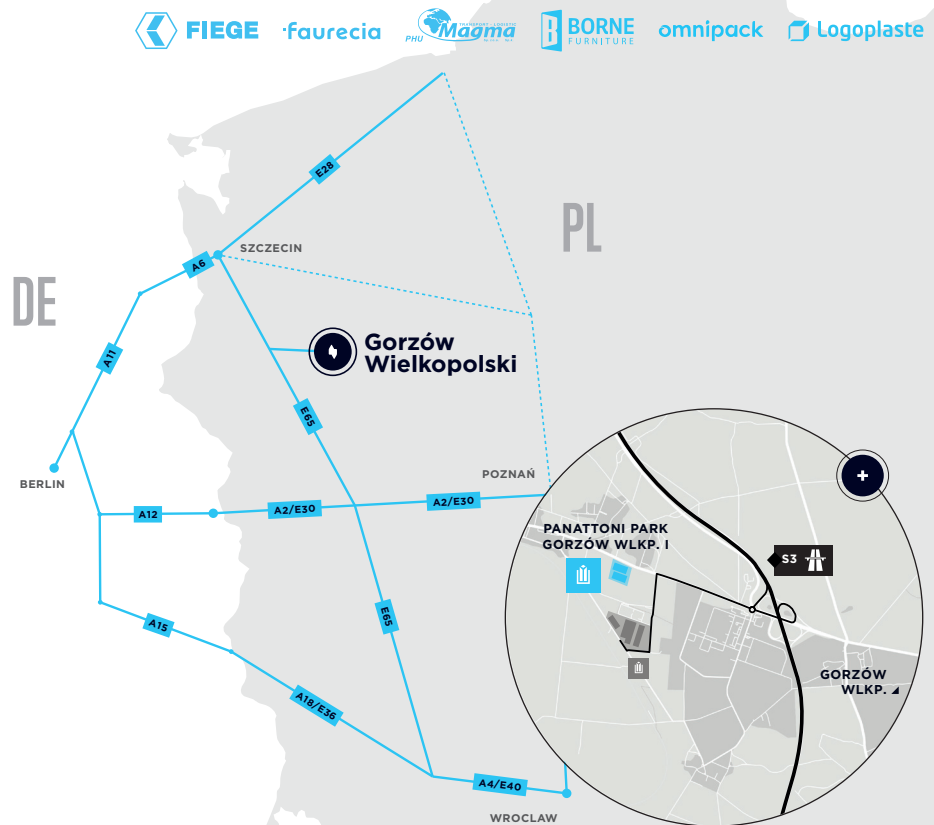 FIEGE
faurecia
TRANSPORT - LOGISTIC
PHU Magma
BORNE
FURNITURE
omnipack
Logoplaste
E28
PL
SZCZECIN
A6
DE
Gorzów
Wielkopolski
A11
E65
BERLIN
POZNAŃ
A12
A2/E30
A2/E30
PANATTONI PARK
GORZÓW WLKP. I
S3
E65
A15
GORZÓW
WLKP.
A18/E36
A4/E40
WROCLAW